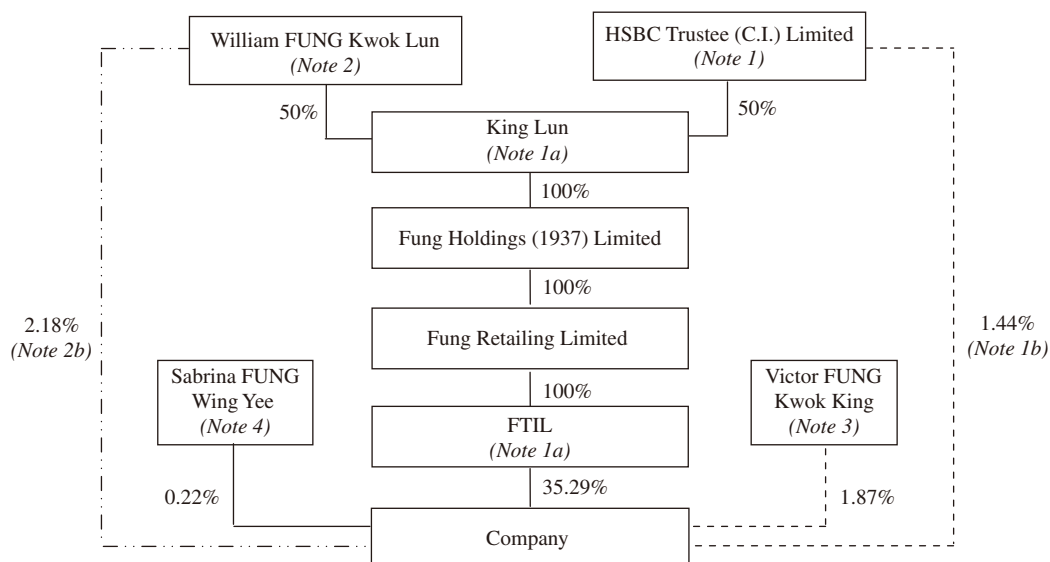 William FUNG Kwok Lun
(Note 2)
HSBC Trustee (C.I.) Limited
(Note 1)
50%
50%
King Lun
(Note 1a)
100%
Fung Holdings (1937) Limited
100%
Fung Retailing Limited
2.18%
(Note 2b)
1.44%
(Note 1b)
Sabrina FUNG
Wing Yee
(Note 4)
100%
Victor FUNG
Kwok King
(Note 3)
FTIL
(Note 1a)
0.22%
35.29%
1.87%
Company